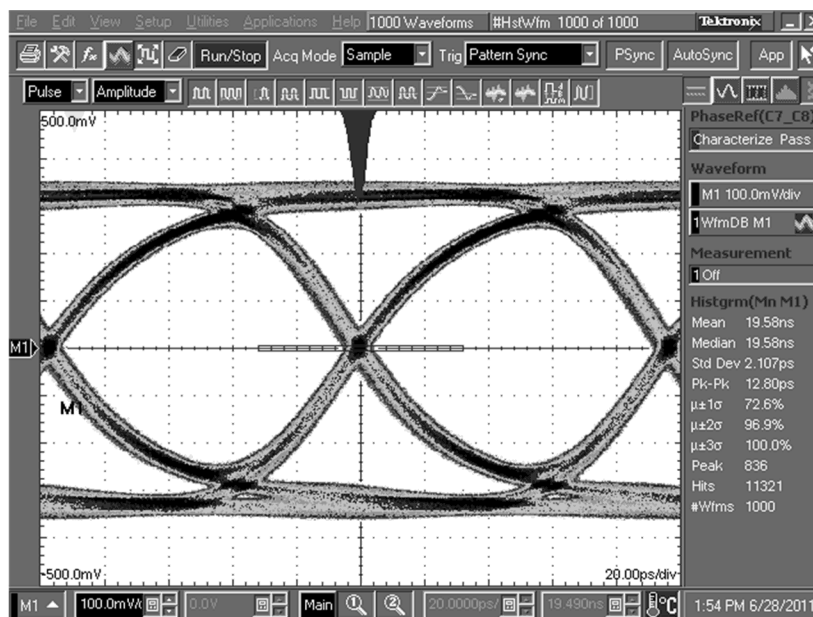 File Edit View Setup Utilities Applications Help 1000 Waveforms #HstWfm 1000 of 1000 Tektronix
Run/Stop Acq Mode Sample Trig Pattern Sync PSync AutoSync App
Pulse Amplitude
500.0mV
PhaseRef(C7_C8)
Characterize Pass
Waveform
M1 100.0mV/div
1 WfmDB M1
Measurement
1 Off
Histgrm(Mn M1)
Mean 19.58ns
Median 19.58ns
Std Dev 2.107ps
Pk-Pk 12.80ps
µ±1σ 72.6%
µ±2σ 96.9%
µ±3σ 100.0%
Peak 836
Hits 11321
#Wfms 1000
M1
M1
-500.0mV 20.00ps/div
M1 100.0mV/ 0.0V Main 1 2 20.0000ps/ 19.490ns °C 1:54 PM 6/28/2011